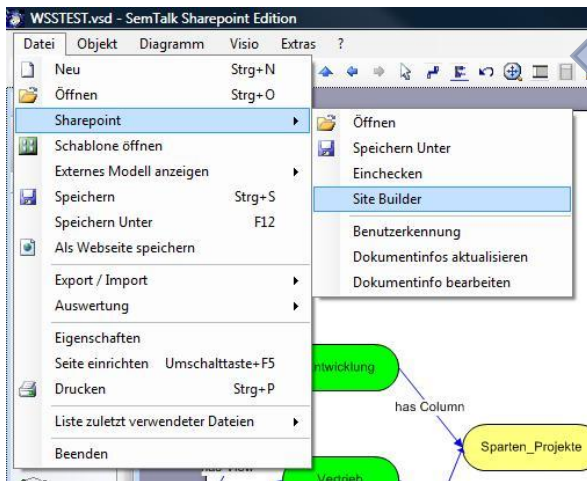 WSSTEST.vsd - SemTalk Sharepoint Edition
Datei Objekt Diagramm Visio Extras ?
Neu Strg+N
Öffnen Strg+O
Sharepoint
Schablone öffnen
Externes Modell anzeigen
Speichern Strg+S
Speichern Unter F12
Als Webseite speichern
Export / Import
Auswertung
Eigenschaften
Seite einrichten Umschalttaste+F5
Drucken Strg+P
Liste zuletzt verwendeter Dateien
Beenden
Öffnen
Speichern Unter
Einchecken
Site Builder
Benutzerkennung
Dokumentinfos aktualisieren
Dokumentinfo bearbeiten
ntwicklung
has Column
Sparten_Projekte
has View
Vertrieb